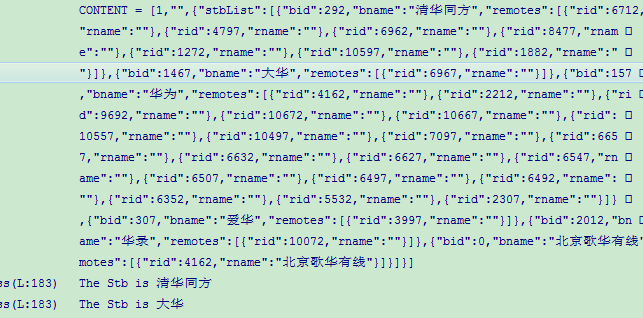 CONTENT = [1,"",{"stbList":[{"bid":292,"bname":"清华同方","remotes":[{"rid":6712,
"rname":""},{"rid":4797,"rname":""},{"rid":6962,"rname":""},{"rid":8477,"rnam
e":""},{"rid":1272,"rname":""},{"rid":10597,"rname":""},{"rid":1882,"rname":"
"}]},{"bid":1467,"bname":"大华","remotes":[{"rid":6967,"rname":""}]},{"bid":157
,"bname":"华为","remotes":[{"rid":4162,"rname":""},{"rid":2212,"rname":""},{"ri
d":9692,"rname":""},{"rid":10672,"rname":""},{"rid":10667,"rname":""},{"rid":
10557,"rname":""},{"rid":10497,"rname":""},{"rid":7097,"rname":""},{"rid":665
7,"rname":""},{"rid":6632,"rname":""},{"rid":6627,"rname":""},{"rid":6547,"rn
ame":""},{"rid":6507,"rname":""},{"rid":6497,"rname":""},{"rid":6492,"rname":
""},{"rid":6352,"rname":""},{"rid":5532,"rname":""},{"rid":2307,"rname":""}]}
,{"bid":307,"bname":"爱华","remotes":[{"rid":3997,"rname":""}]},{"bid":2012,"bn
ame":"华录","remotes":[{"rid":10072,"rname":""}]},{"bid":0,"bname":"北京歌华有线"
motes":[{"rid":4162,"rname":"北京歌华有线"}]}]}]
ss(L:183) The Stb is 清华同方
ss(L:183) The Stb is 大华